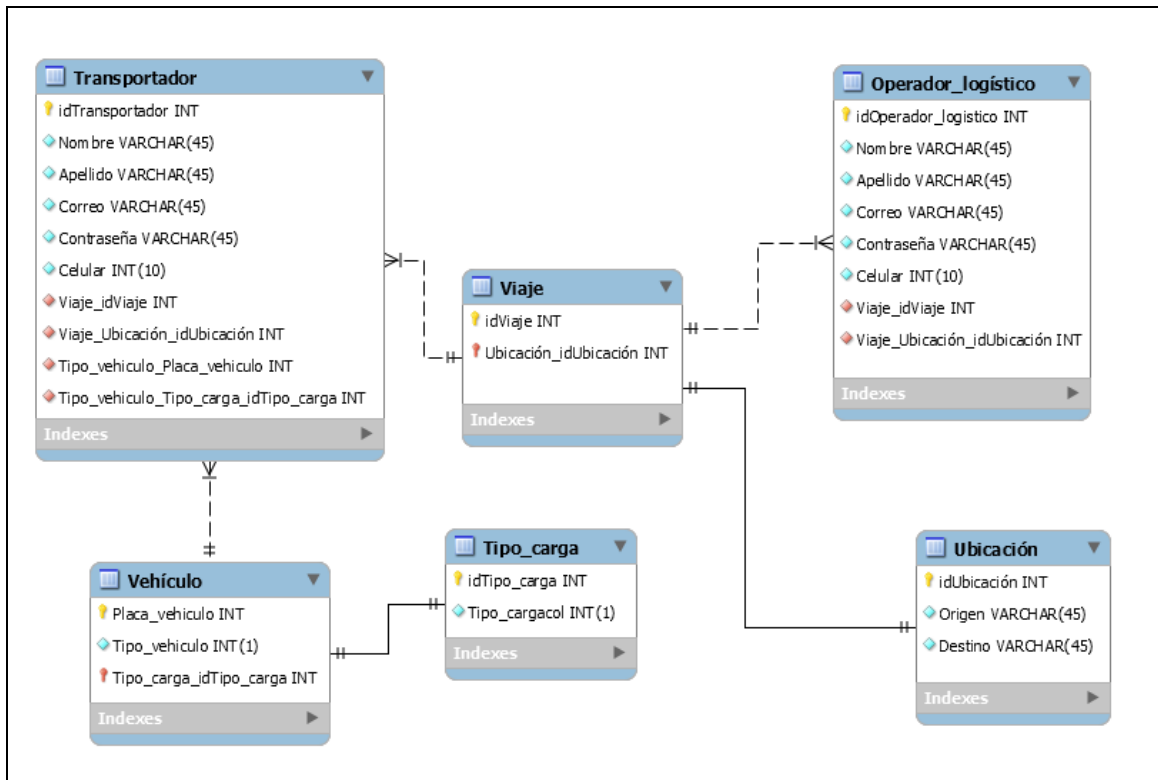 Transportador
idTransportador INT
Nombre VARCHAR(45)
Apellido VARCHAR(45)
Correo VARCHAR(45)
Contraseña VARCHAR(45)
Celular INT(10)
Viaje_idViaje INT
Viaje_Ubicación_idUbicación INT
Tipo_vehiculo_Placa_vehiculo INT
Tipo_vehiculo_Tipo_carga_idTipo_carga INT
Indexes
Operador_logístico
idOperador_logistico INT
Nombre VARCHAR(45)
Apellido VARCHAR(45)
Correo VARCHAR(45)
Contraseña VARCHAR(45)
Celular INT(10)
Viaje_idViaje INT
Viaje_Ubicación_idUbicación INT
Indexes
Viaje
idViaje INT
Ubicación_idUbicación INT
Indexes
Vehículo
Placa_vehiculo INT
Tipo_vehiculo INT(1)
Tipo_carga_idTipo_carga INT
Indexes
Tipo_carga
idTipo_carga INT
Tipo_cargacol INT(1)
Indexes
Ubicación
idUbicación INT
Origen VARCHAR(45)
Destino VARCHAR(45)
Indexes